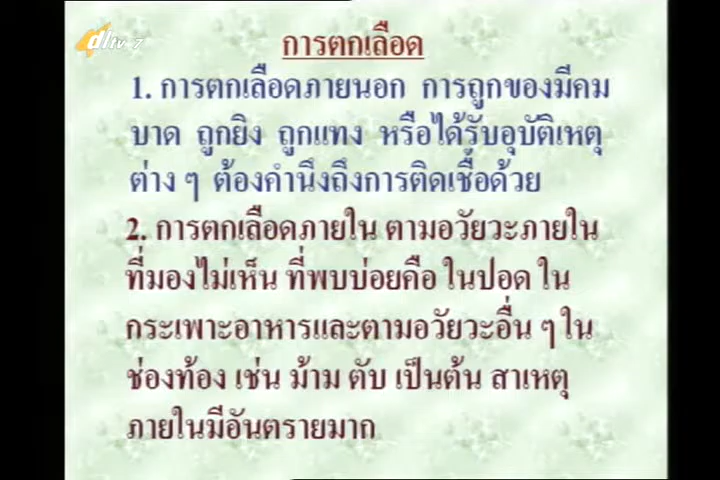 dltv 7
การตกเลือด
1. การตกเลือดภายนอก การถูกของมีคม
บาด ถูกยิง ถูกแทง หรือได้รับอุบัติเหตุ
ต่าง ๆ ต้องคำนึงถึงการติดเชื้อด้วย
2. การตกเลือดภายใน ตามอวัยวะภายใน
ที่มองไม่เห็น ที่พบบ่อยคือ ในปอด ใน
กระเพาะอาหารและตามอวัยวะอื่น ๆ ใน
ช่องท้อง เช่น ม้าม ตับ เป็นต้น สาเหตุ
ภายในมีอันตรายมาก